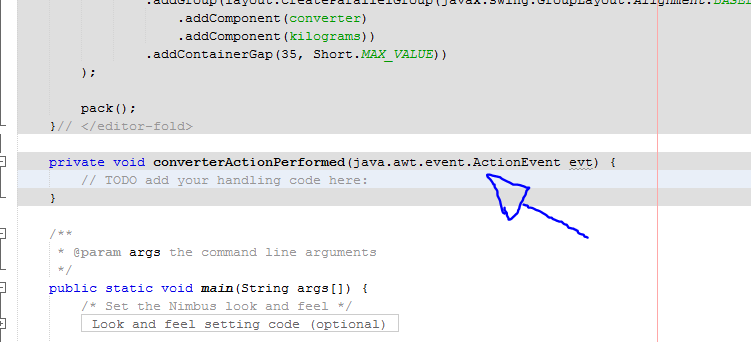 .addGroup(layout.createParallelGroup(javax.swing.GroupLayout.Alignment.BASEL
.addComponent(converter)
.addComponent(kilograms))
.addContainerGap(35, Short.MAX_VALUE))
);
pack();
}// </editor-fold>
private void converterActionPerformed(java.awt.event.ActionEvent evt) {
// TODO add your handling code here:
}
/**
* @param args the command line arguments
*/
public static void main(String args[]) {
/* Set the Nimbus look and feel */
Look and feel setting code (optional)